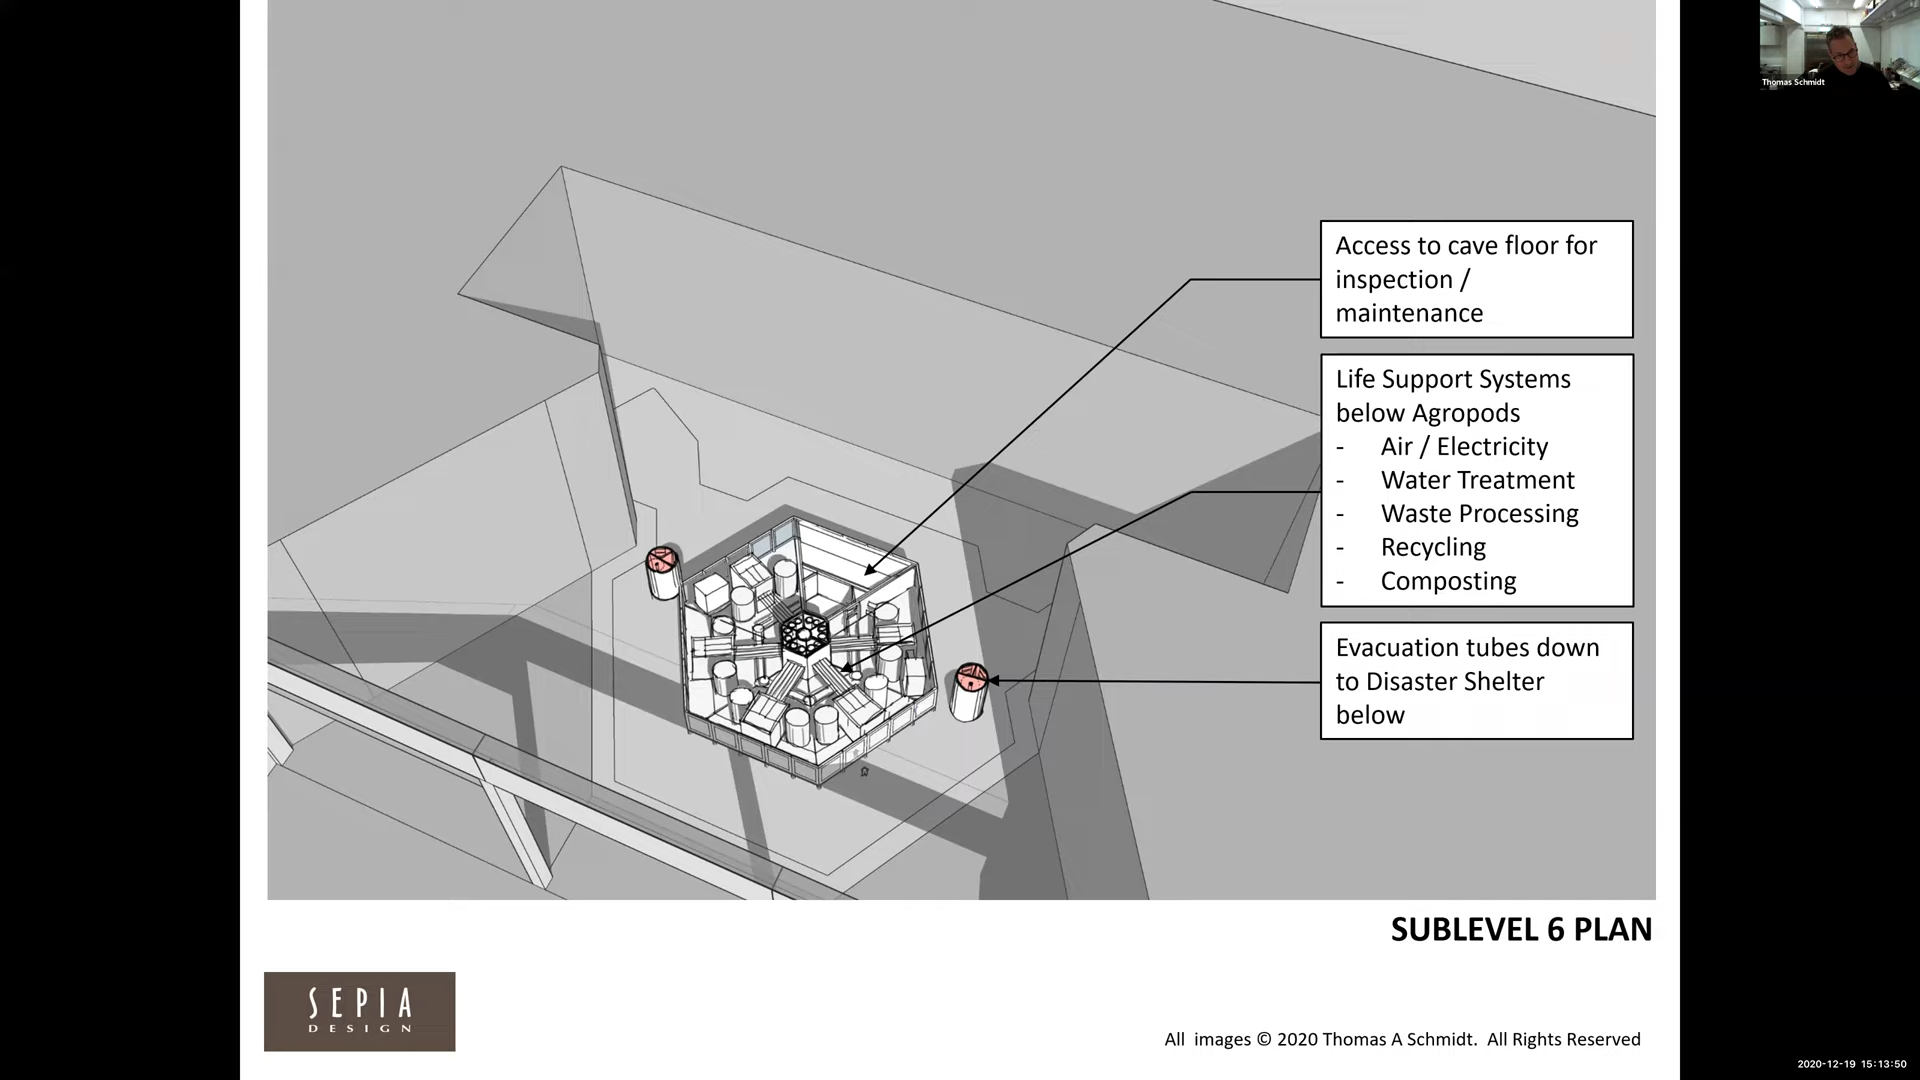 Thomas Schmidt
Access to cave floor for
inspection /
maintenance
Life Support Systems
below Agropods
- Air / Electricity
- Water Treatment
- Waste Processing
- Recycling
- Composting
Evacuation tubes down
to Disaster Shelter
below
SUBLEVEL 6 PLAN
SEPIA
DESIGN
All images © 2020 Thomas A Schmidt. All Rights Reserved
2020-12-19 15:13:50